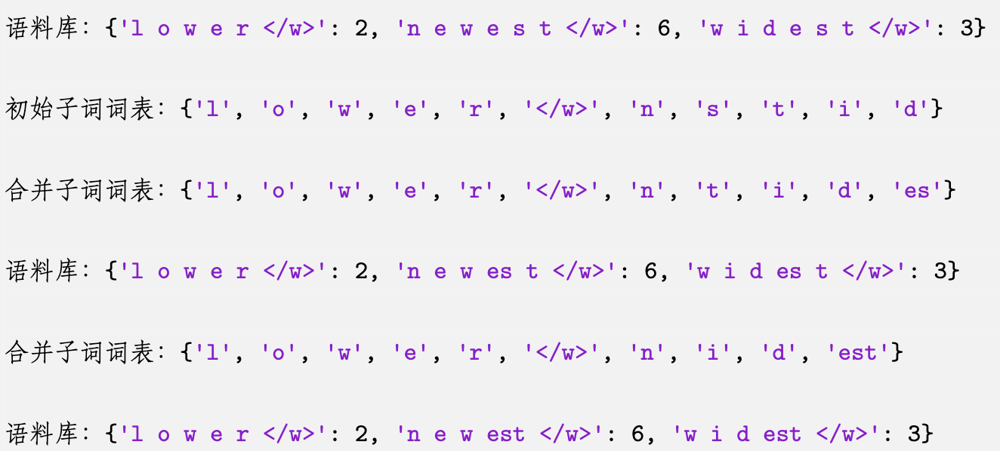 语料库: {'l o w e r </w>': 2, 'n e w e s t </w>': 6, 'w i d e s t </w>': 3}
初始子词词表: {'l', 'o', 'w', 'e', 'r', '</w>', 'n', 's', 't', 'i', 'd'}
合并子词词表: {'l', 'o', 'w', 'e', 'r', '</w>', 'n', 't', 'i', 'd', 'es'}
语料库: {'l o w e r </w>': 2, 'n e w es t </w>': 6, 'w i d es t </w>': 3}
合并子词词表: {'l', 'o', 'w', 'e', 'r', '</w>', 'n', 'i', 'd', 'est'}
语料库: {'l o w e r </w>': 2, 'n e w est </w>': 6, 'w i d est </w>': 3}